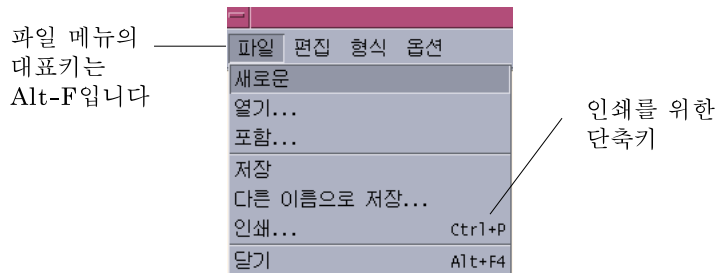 파일 메뉴의
대표키는
Alt-F입니다
파일 편집 형식 옵션
새로운
열기...
포함...
저장
다른 이름으로 저장...
인쇄... Ctrl+P
닫기 Alt+F4
인쇄를 위한
단축키